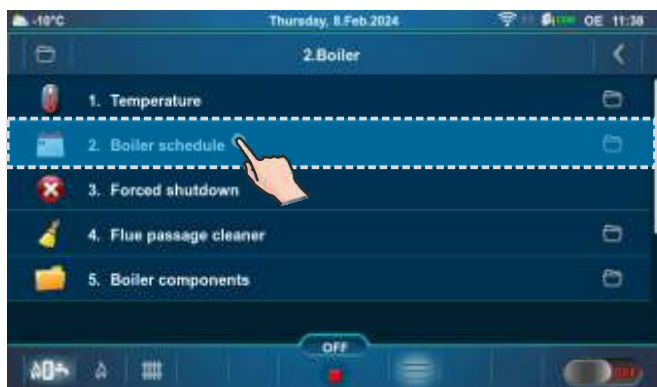 -10°C Thursday, 8.Feb.2024 OE 11:38
2.Boiler
1. Temperature
2. Boiler schedule
3. Forced shutdown
4. Flue passage cleaner
5. Boiler components
OFF
OFF